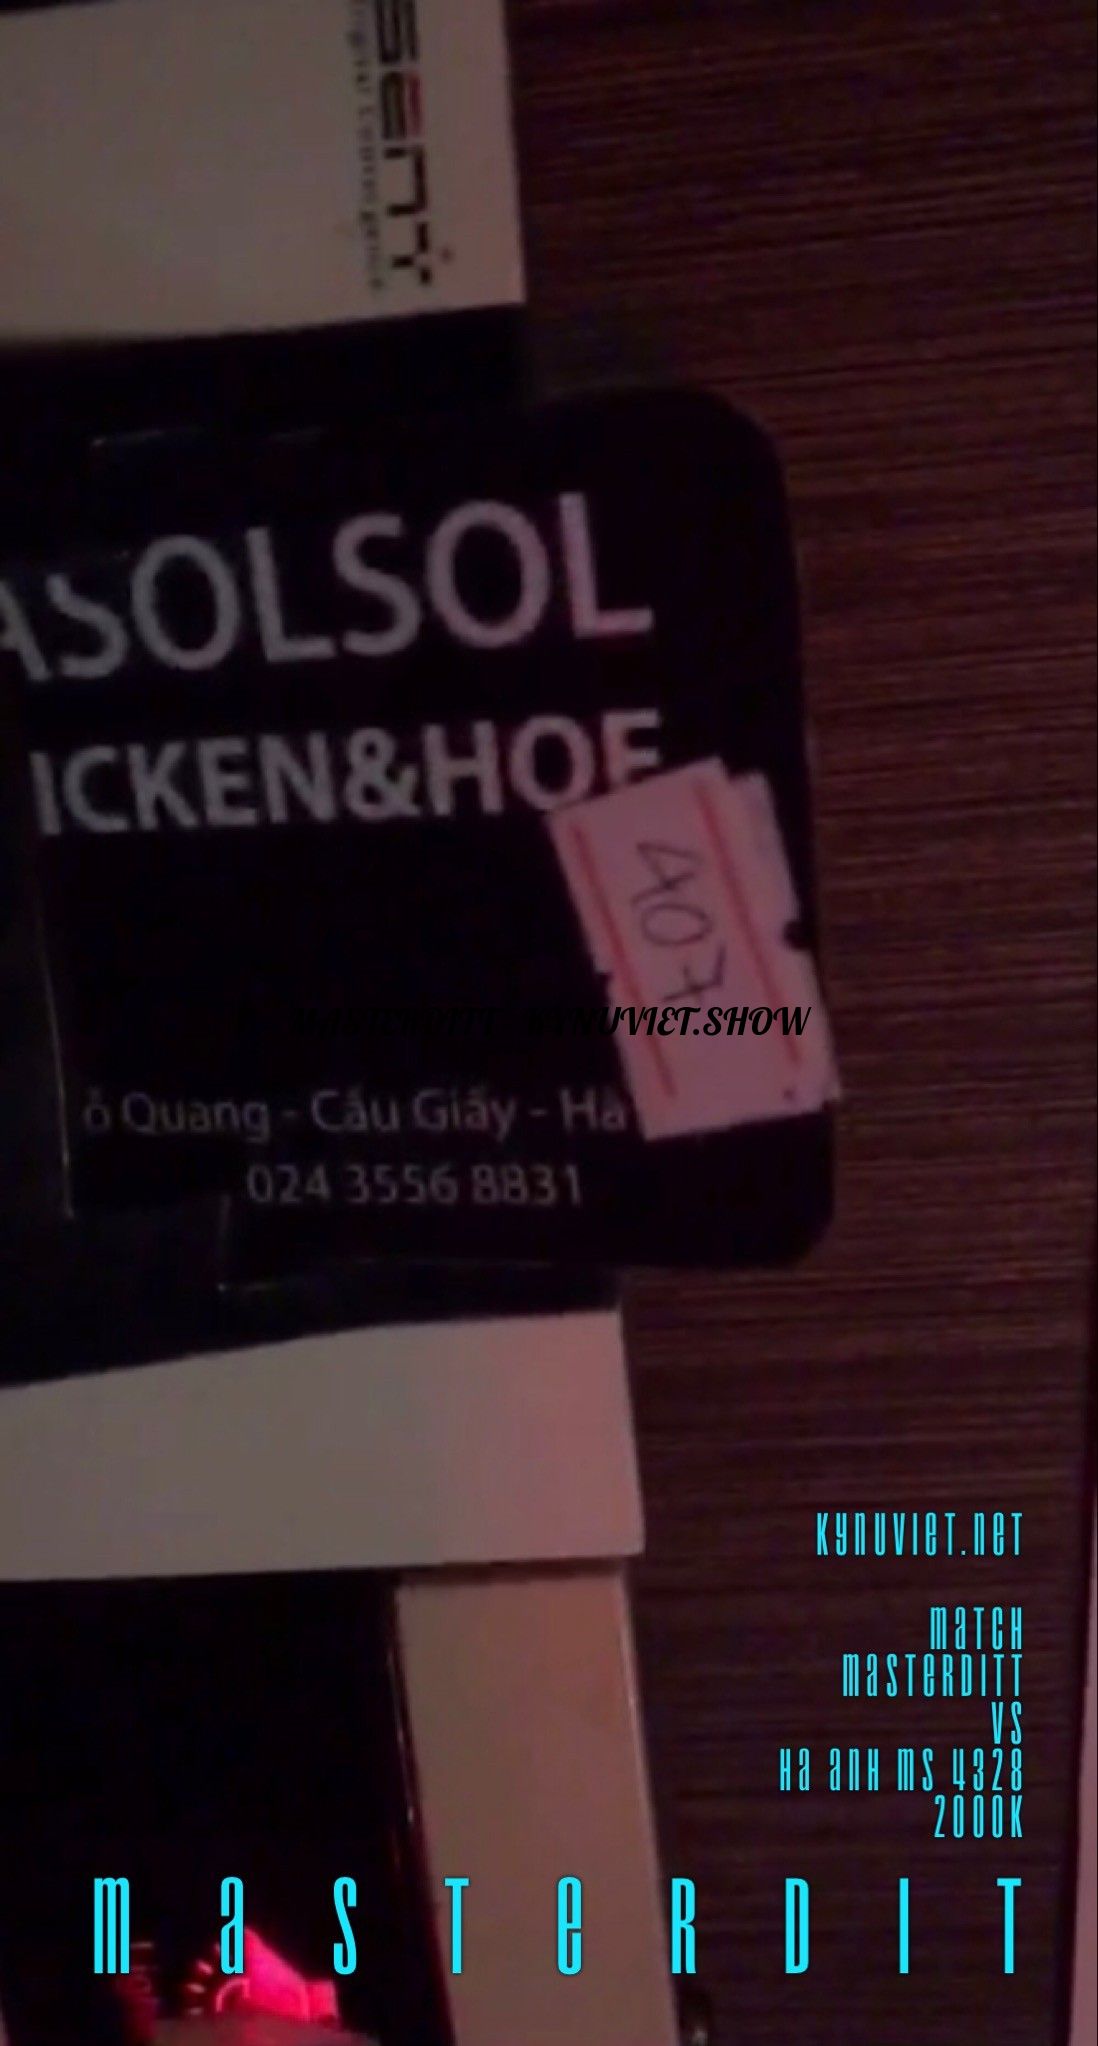 SENY
ASOLSOL
ICKEN&HOF
407
KYNUVIET.SHOW
ỗ Quang - Cầu Giấy - Hà
024 3556 8831
KYNUVIET.NET
MATCH
MASTERDITT
VS
HA ANH MS 4328
2000K
MASTERDIT